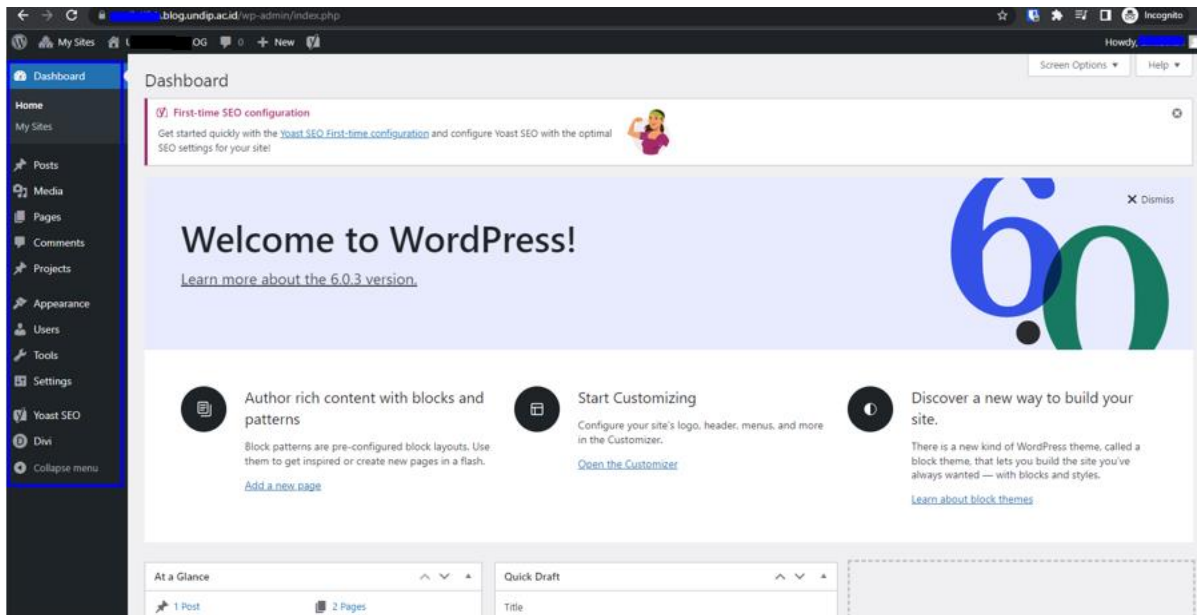 .blog.undip.ac.id/wp-admin/index.php
Incognito
My Sites
OG
0
New
Howdy,
Dashboard
Home
My Sites
Posts
Media
Pages
Comments
Projects
Appearance
Users
Tools
Settings
Yoast SEO
Divi
Collapse menu
Screen Options
Help
Dashboard
First-time SEO configuration
Get started quickly with the Yoast SEO First-time configuration and configure Yoast SEO with the optimal
SEO settings for your site!
Dismiss
Welcome to WordPress!
Learn more about the 6.0.3 version.
6.0
Author rich content with blocks and
patterns
Block patterns are pre-configured block layouts. Use
them to get inspired or create new pages in a flash.
Add a new page
Start Customizing
Configure your site's logo, header, menus, and more
in the Customizer.
Open the Customizer
Discover a new way to build your
site.
There is a new kind of WordPress theme, called a
block theme, that lets you build the site you've
always wanted — with blocks and styles.
Learn about block themes
At a Glance
1 Post
2 Pages
Quick Draft
Title